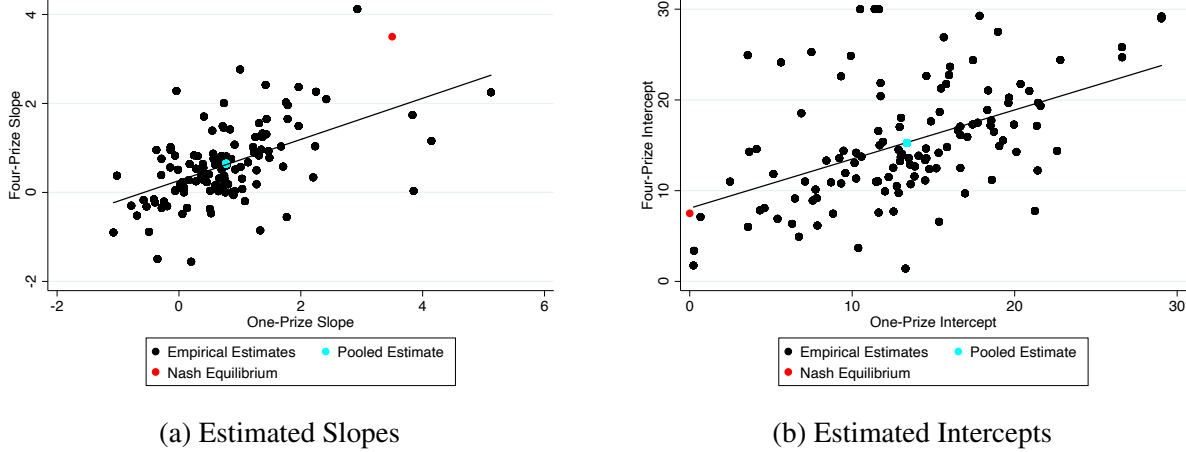 4
2
0
-2
Four-Prize Slope
-2 0 2 4 6
One-Prize Slope
Empirical Estimates Pooled Estimate
Nash Equilibrium
(a) Estimated Slopes
30
20
10
0
Four-Prize Intercept
0 10 20 30
One-Prize Intercept
Empirical Estimates Pooled Estimate
Nash Equilibrium
(b) Estimated Intercepts